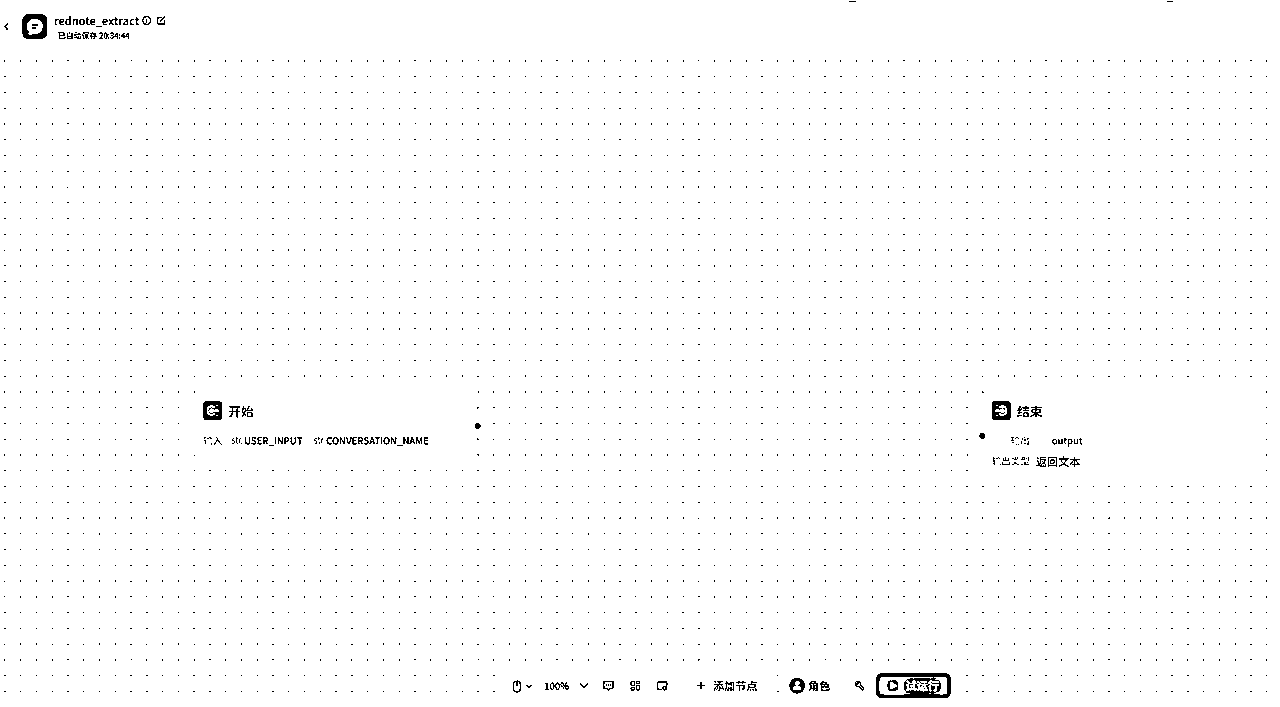 rednote_extract
已自动保存 20:34:44
开始
输入 str. USER_INPUT str. CONVERSATION_NAME
结束
输出 output
输出类型 返回文本
100%
+ 添加节点
角色
试运行